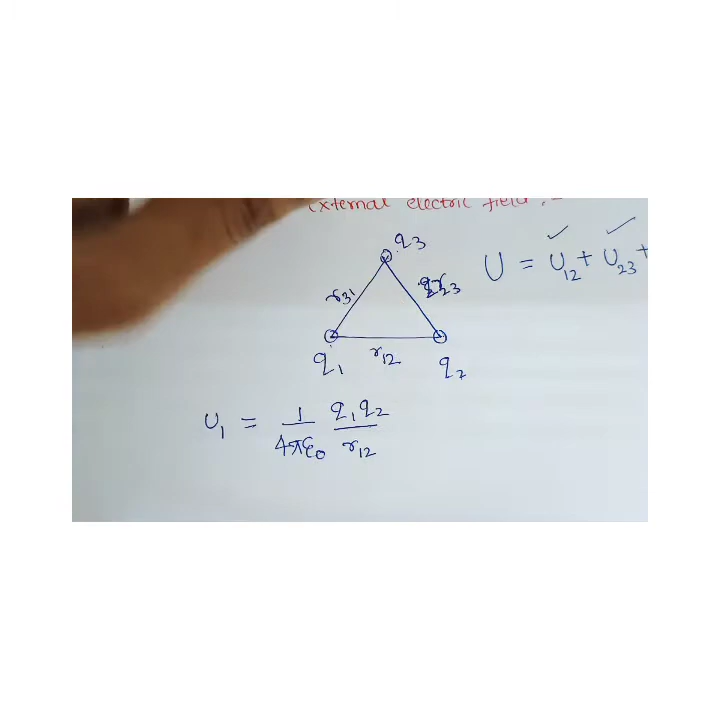 external electric field.
q₃
U = U₁₂ + U₂₃ +
r₃₁
r₂₃
q₁ r₁₂ q₂
U₁ = 1/4πε₀ q₁q₂/r₁₂